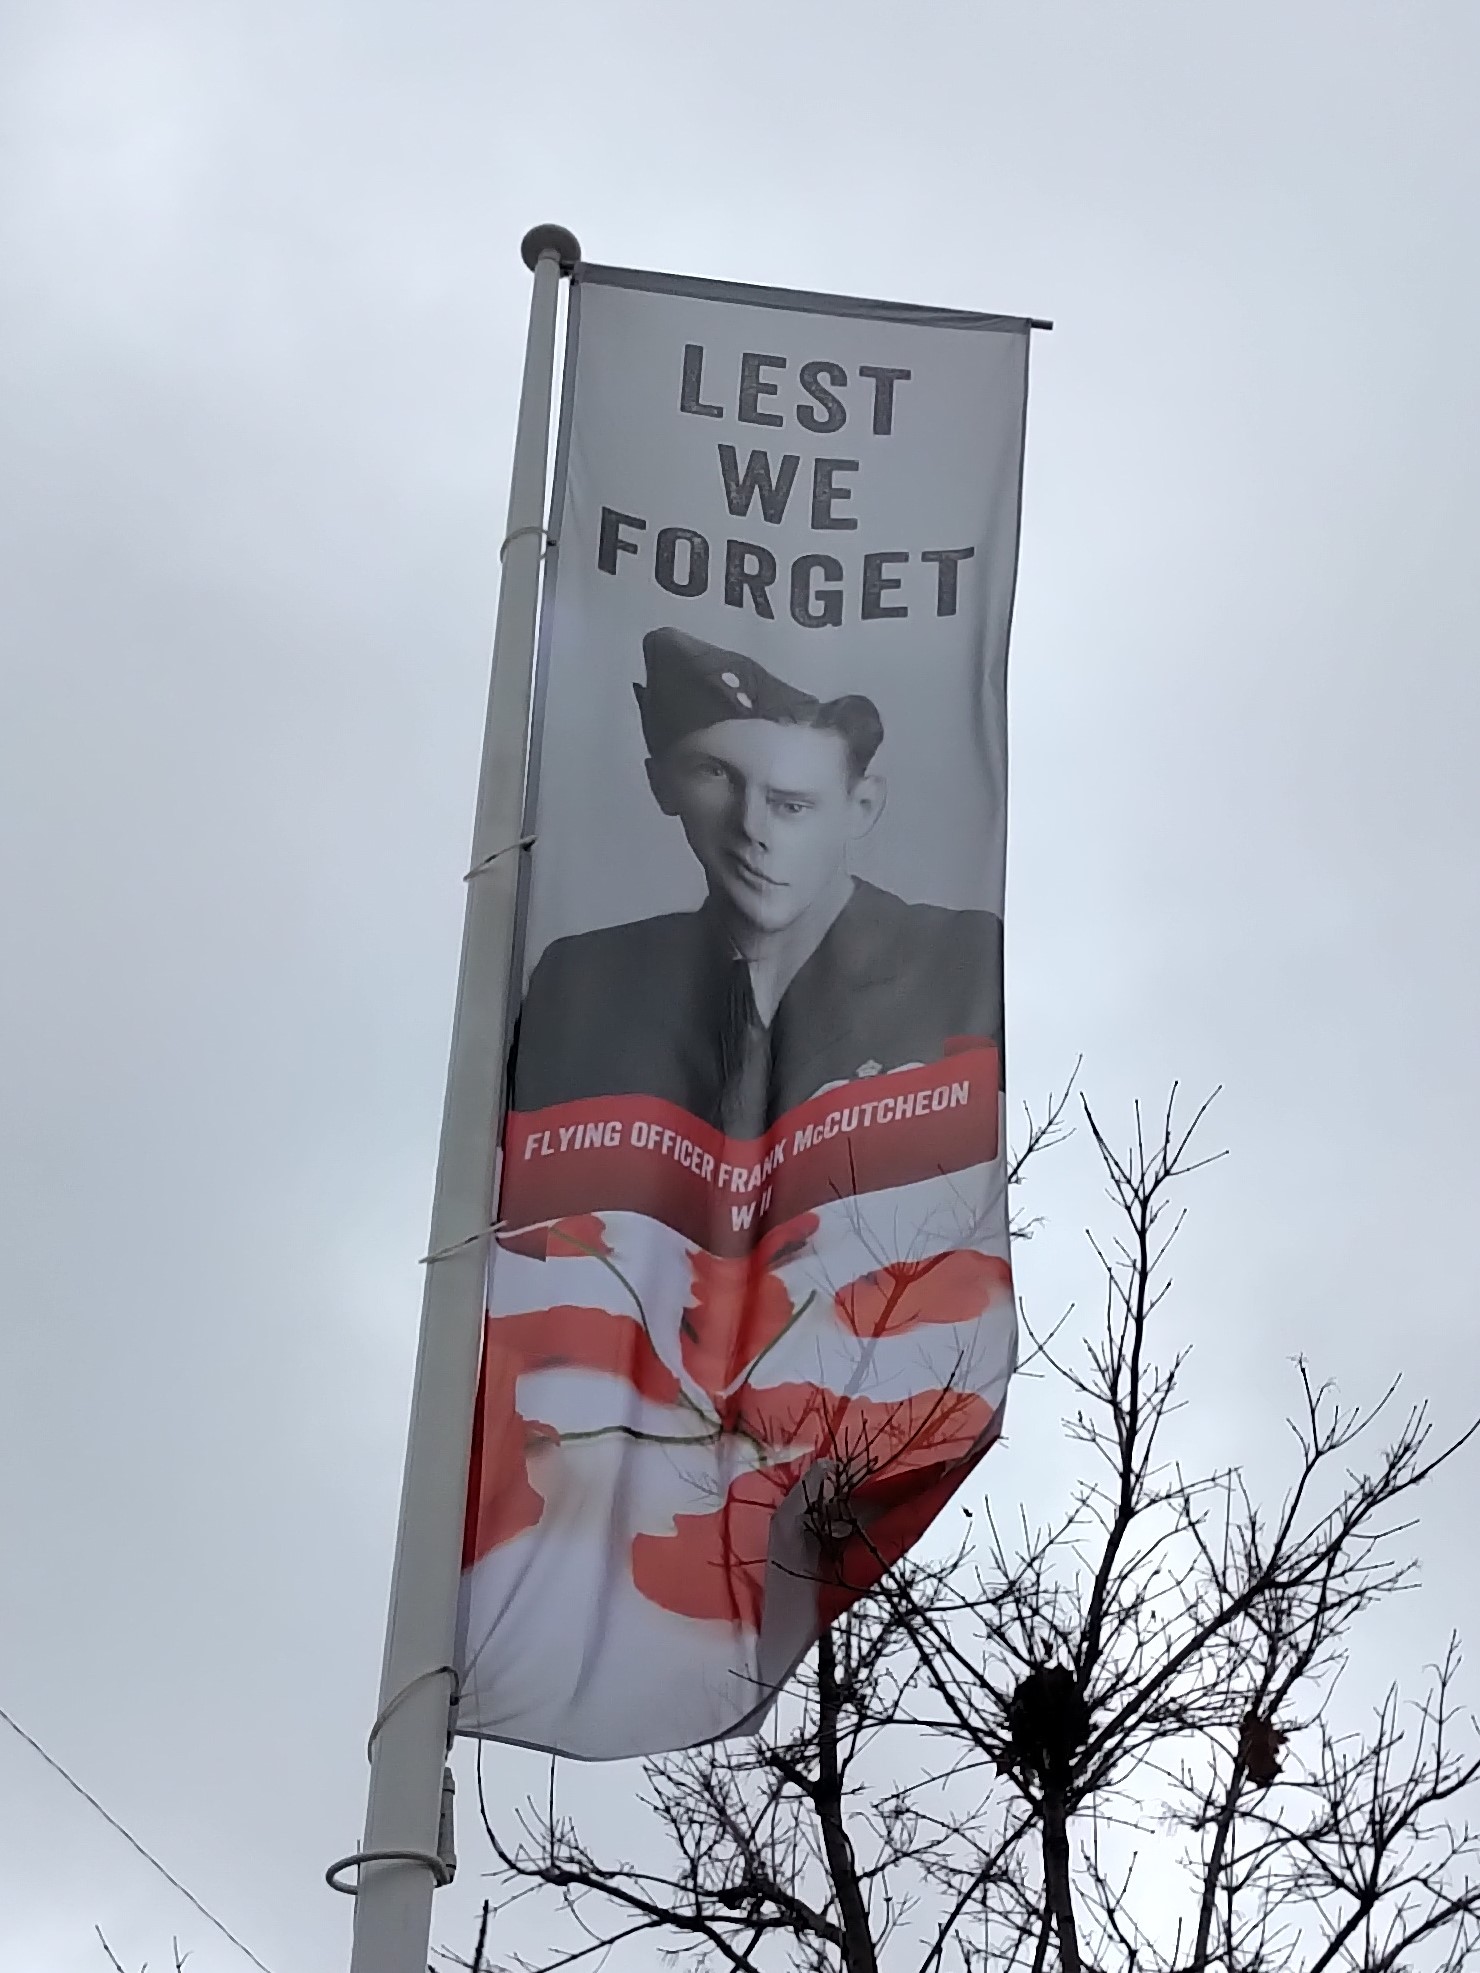 LEST
WE
FORGET
FLYING OFFICER FRANK McCUTCHEON
W II